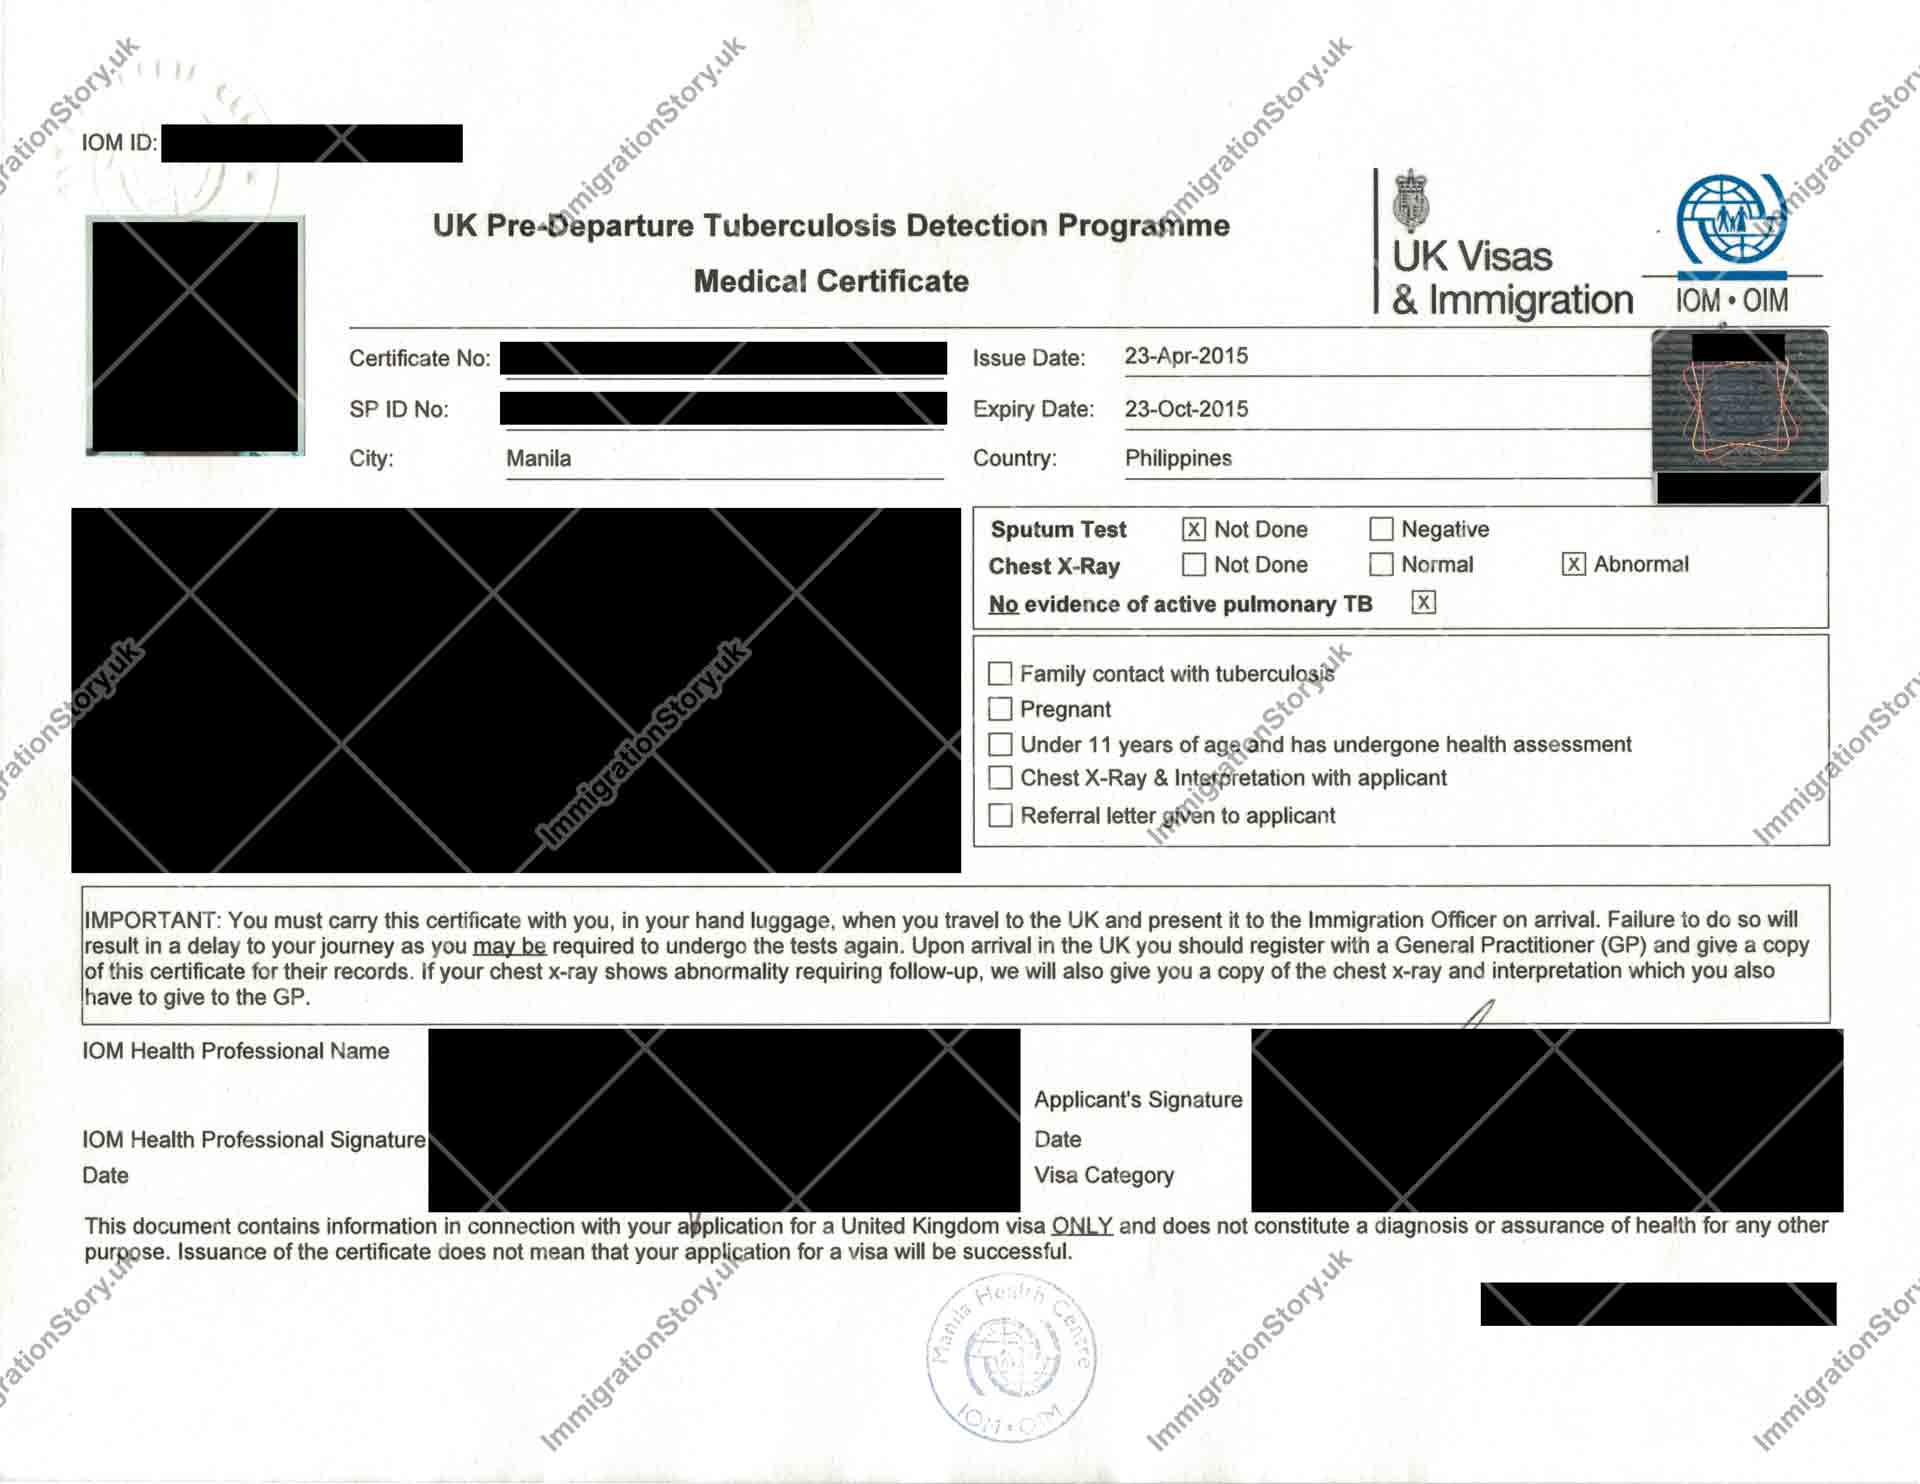 IOM ID:
UK Pre-Departure Tuberculosis Detection Programme
Medical Certificate
UK Visas
& Immigration
IOM • OIM
Certificate No:
Issue Date: 23-Apr-2015
SP ID No:
Expiry Date: 23-Oct-2015
City: Manila
Country: Philippines
Sputum Test X Not Done Negative
Chest X-Ray Not Done Normal X Abnormal
No evidence of active pulmonary TB X
Family contact with tuberculosis
Pregnant
Under 11 years of age and has undergone health assessment
Chest X-Ray & Interpretation with applicant
Referral letter given to applicant
IMPORTANT: You must carry this certificate with you, in your hand luggage, when you travel to the UK and present it to the Immigration Officer on arrival. Failure to do so will
result in a delay to your journey as you may be required to undergo the tests again. Upon arrival in the UK you should register with a General Practitioner (GP) and give a copy
of this certificate for their records. If your chest x-ray shows abnormality requiring follow-up, we will also give you a copy of the chest x-ray and interpretation which you also
have to give to the GP.
IOM Health Professional Name
Applicant's Signature
IOM Health Professional Signature
Date
Date
Visa Category
This document contains information in connection with your application for a United Kingdom visa ONLY and does not constitute a diagnosis or assurance of health for any other
purpose. Issuance of the certificate does not mean that your application for a visa will be successful.
Manila Health Centre
IOM • OIM
ImmigrationStory.uk
ImmigrationStory.uk
ImmigrationStory.uk
ImmigrationStory.uk
ImmigrationStory.uk
ImmigrationStory.uk